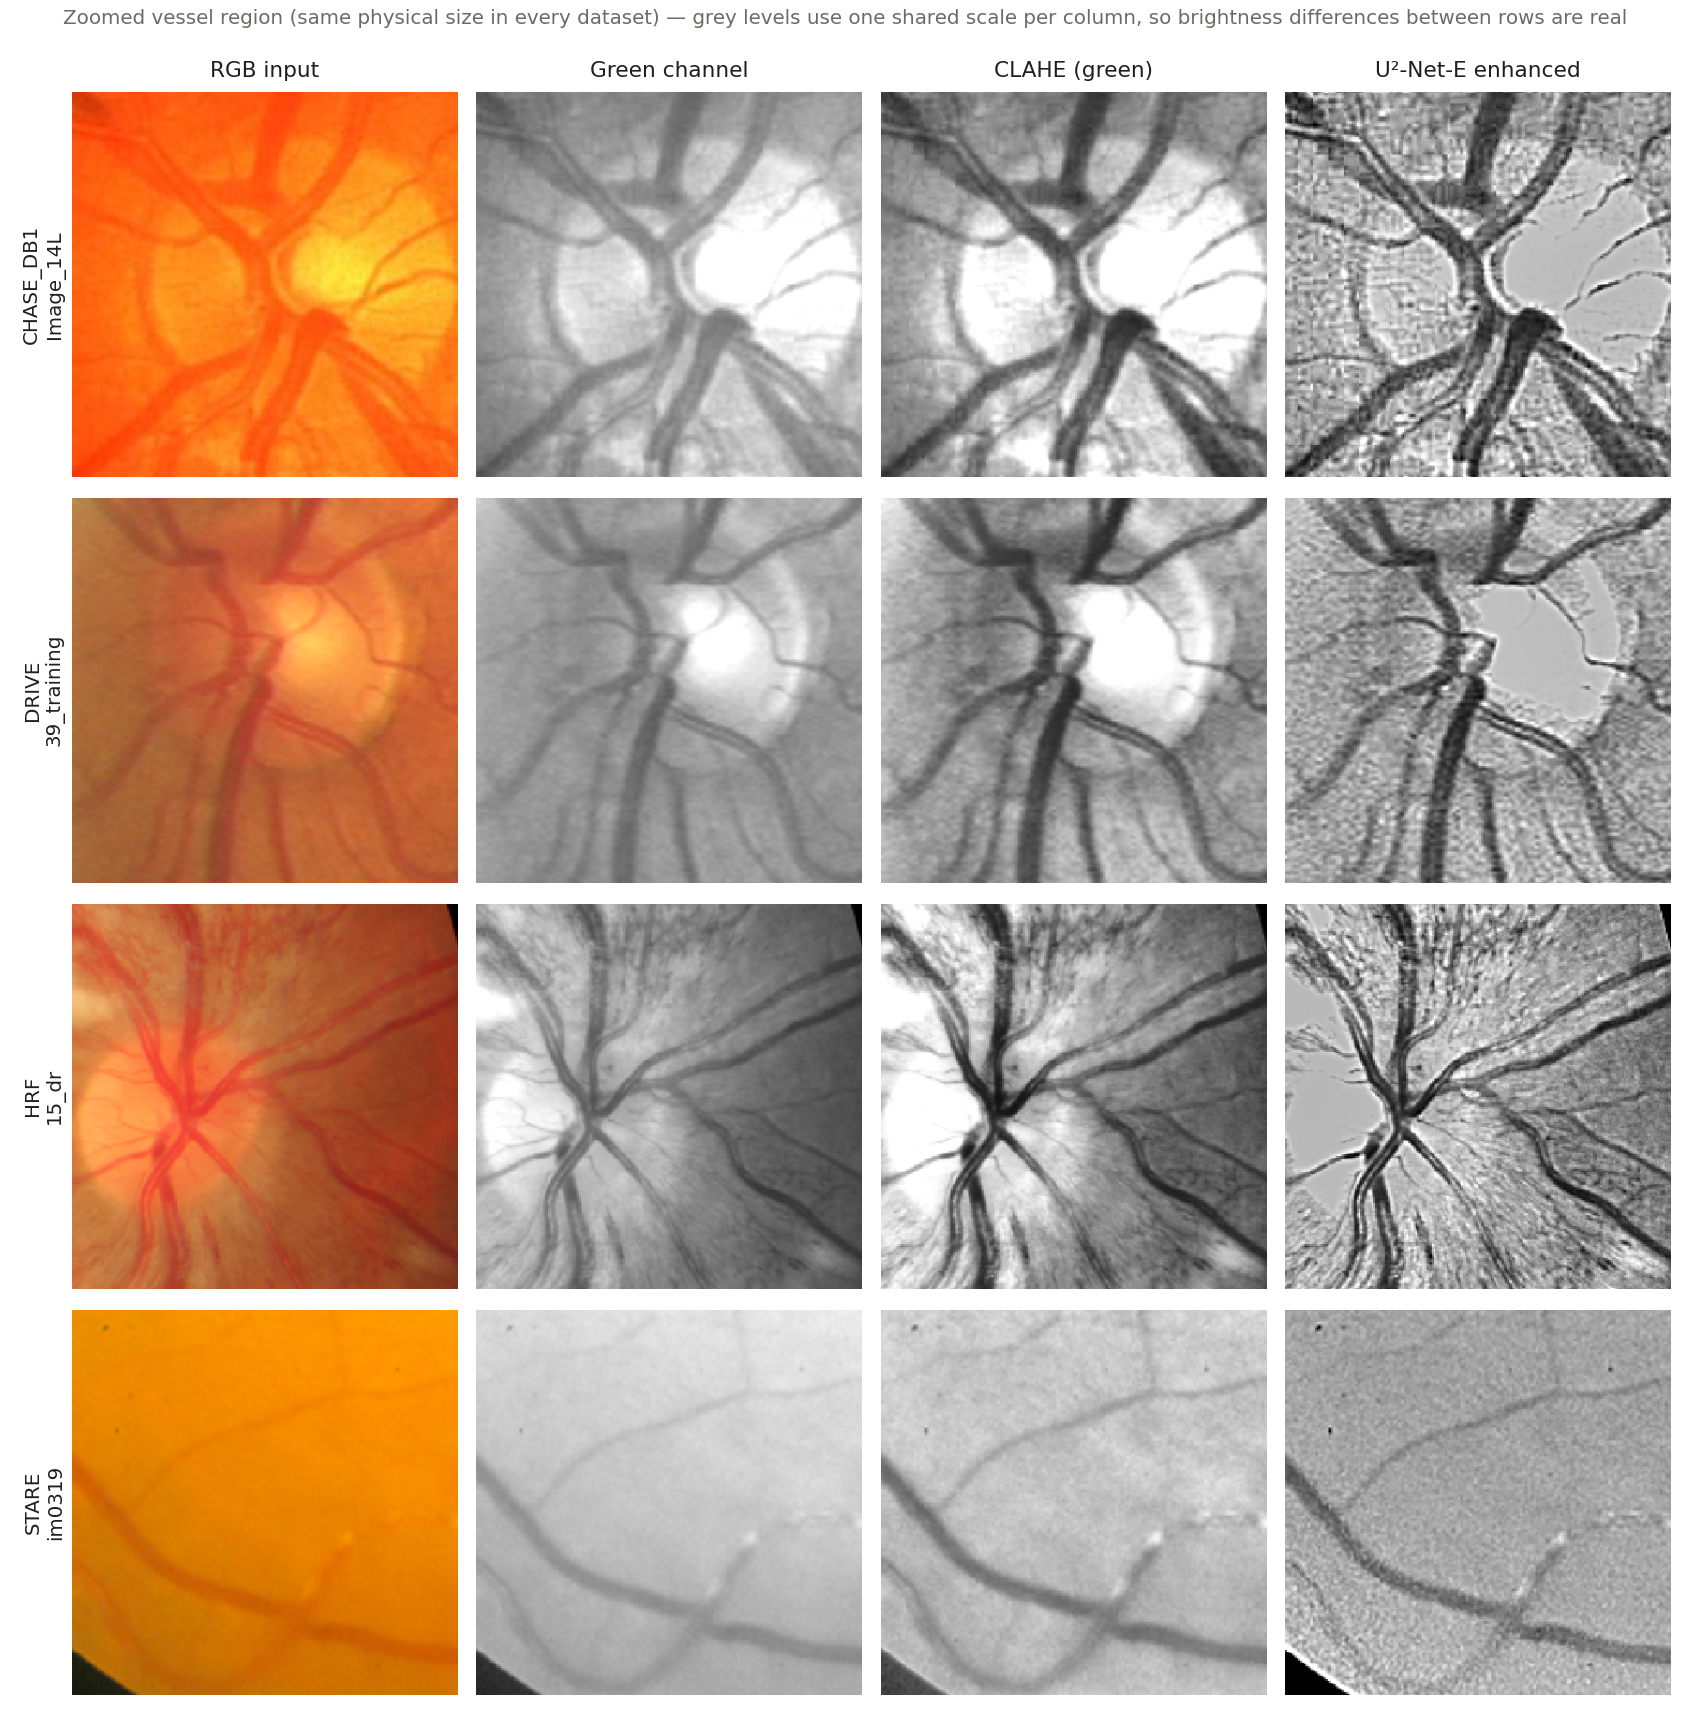 Zoomed vessel region (same physical size in every dataset) — grey levels use one shared scale per column, so brightness differences between rows are real
RGB input
Green channel
CLAHE (green)
U²-Net-E enhanced
CHASE_DB1
Image_14L
DRIVE
39_training
HRF
15_dr
STARE
im0319